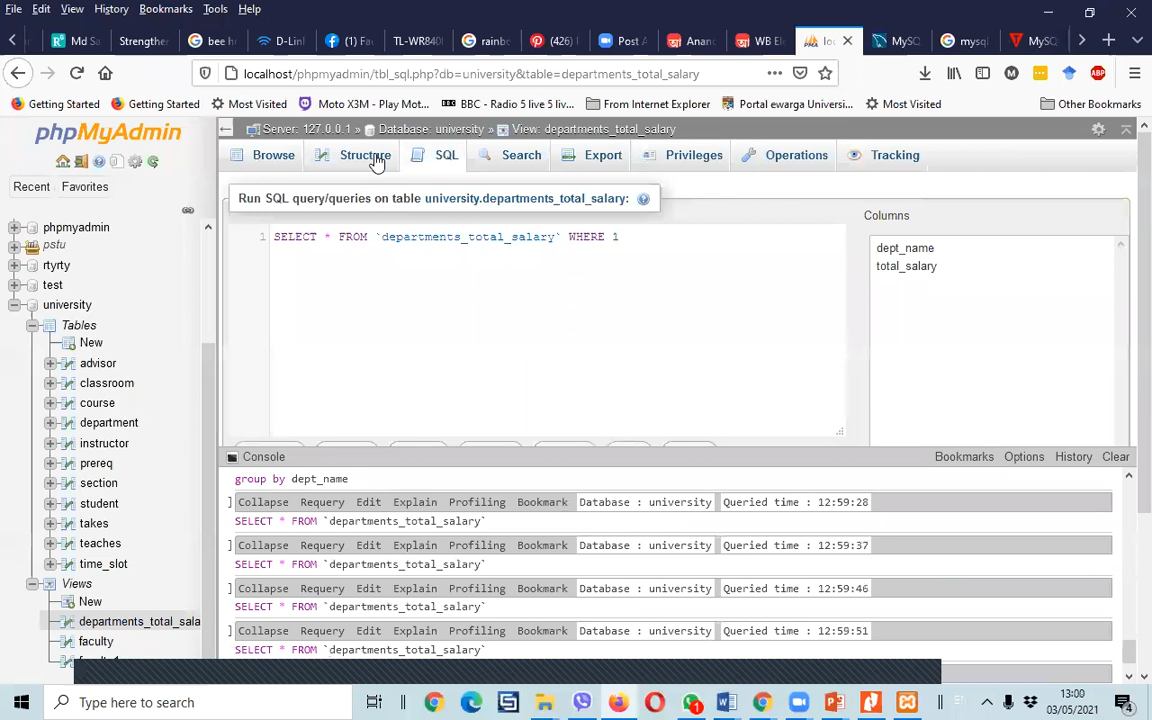 File Edit View History Bookmarks Tools Help
Md Sa Strengthe bee h D-Linl (1) Fa TL-WR840 rainb (426) Post A Anan WB El lo MySQ mysql MySQ
localhost/phpmyadmin/tbl_sql.php?db=university&table=departments_total_salary
Getting Started Getting Started Most Visited Moto X3M - Play Mot... BBC - Radio 5 live 5 liv... From Internet Explorer Portal ewarga Universi... Most Visited Other Bookmarks
phpMyAdmin
Recent Favorites
phpmyadmin
pstu
rtyrty
test
university
Tables
New
advisor
classroom
course
department
instructor
prereq
section
student
takes
teaches
time_slot
Views
New
departments_total_sala
faculty
Server: 127.0.0.1 » Database: university » View: departments_total_salary
Browse Structure SQL Search Export Privileges Operations Tracking
Run SQL query/queries on table university.departments_total_salary:
1 SELECT * FROM `departments_total_salary` WHERE 1
Columns
dept_name
total_salary
Console Bookmarks Options History Clear
group by dept_name
Collapse Requery Edit Explain Profiling Bookmark Database : university Queried time : 12:59:28
SELECT * FROM `departments_total_salary`
Collapse Requery Edit Explain Profiling Bookmark Database : university Queried time : 12:59:37
SELECT * FROM `departments_total_salary`
Collapse Requery Edit Explain Profiling Bookmark Database : university Queried time : 12:59:46
SELECT * FROM `departments_total_salary`
Collapse Requery Edit Explain Profiling Bookmark Database : university Queried time : 12:59:51
SELECT * FROM `departments_total_salary`
Type here to search
13:00
03/05/2021